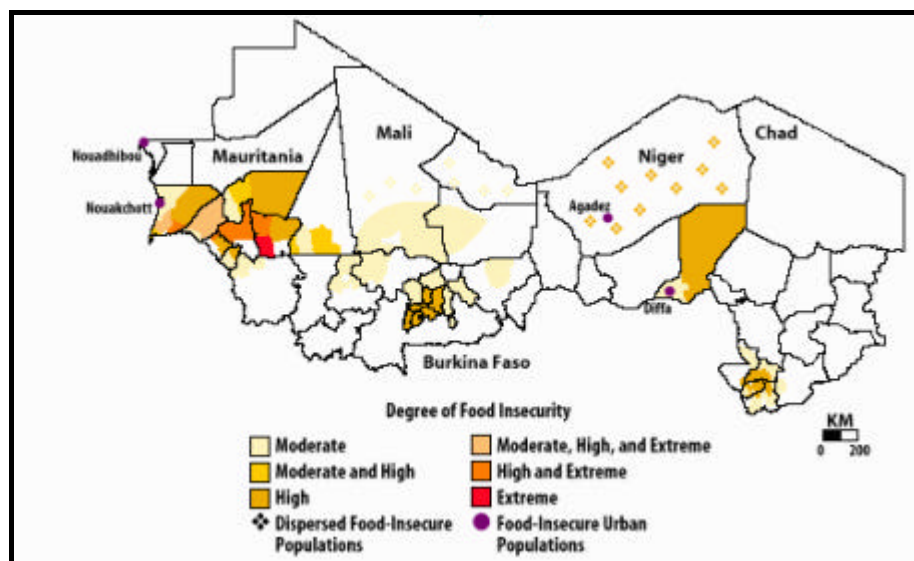 Mali
Chad
Nouadhibou
Mauritania
Niger
Nouakchott
Agadez
Diffa
Burkina Faso
Degree of Food Insecurity
KM
0 200
Moderate
Moderate and High
High
Dispersed Food-Insecure
Populations
Moderate, High, and Extreme
High and Extreme
Extreme
Food-Insecure Urban
Populations